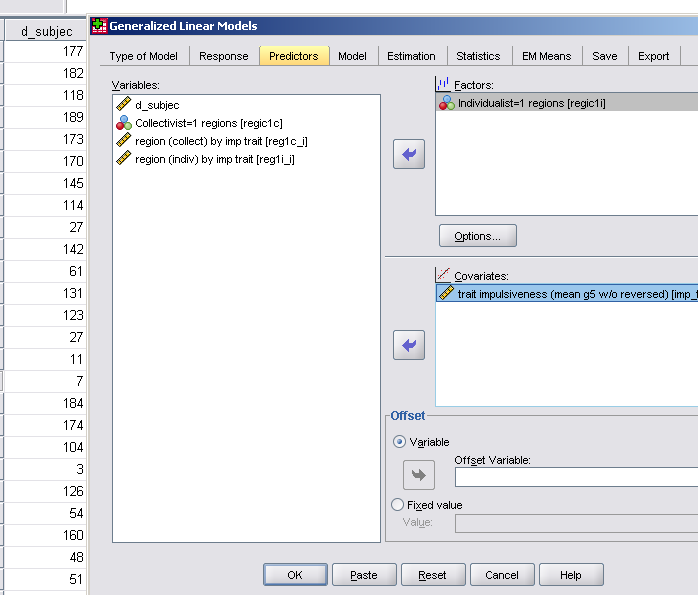 d_subjec
177
182
118
189
173
170
145
114
27
142
61
131
123
27
11
7
184
174
104
3
126
54
160
48
51
Generalized Linear Models
Type of Model Response Predictors Model Estimation Statistics EM Means Save Export
Variables:
d_subjec
Collectivist=1 regions [regic1c]
region (collect) by imp trait [reg1c_i]
region (indiv) by imp trait [reg1i_i]
Factors:
Individualist=1 regions [regic1i]
Options...
Covariates:
trait impulsiveness (mean g5 w/o reversed) [imp_t
Offset
Variable
Offset Variable:
Fixed value
Value:
OK Paste Reset Cancel Help